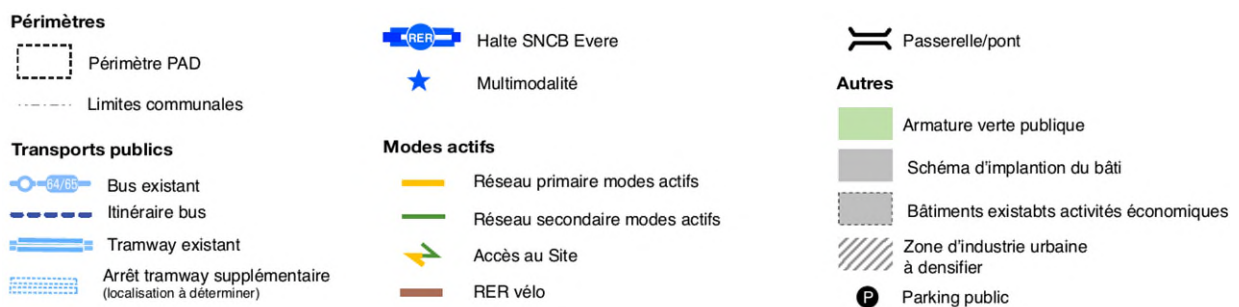 Périmètres
Périmètre PAD
Limites communales
Transports publics
64/65
Bus existant
Itinéraire bus
Tramway existant
Arrêt tramway supplémentaire
(localisation à déterminer)
RER
Halte SNCB Evere
Multimodalité
Modes actifs
Réseau primaire modes actifs
Réseau secondaire modes actifs
Accès au Site
RER vélo
Passerelle/pont
Autres
Armature verte publique
Schéma d'implantion du bâti
Bâtiments existabts activités économiques
Zone d'industrie urbaine
à densifier
P
Parking public